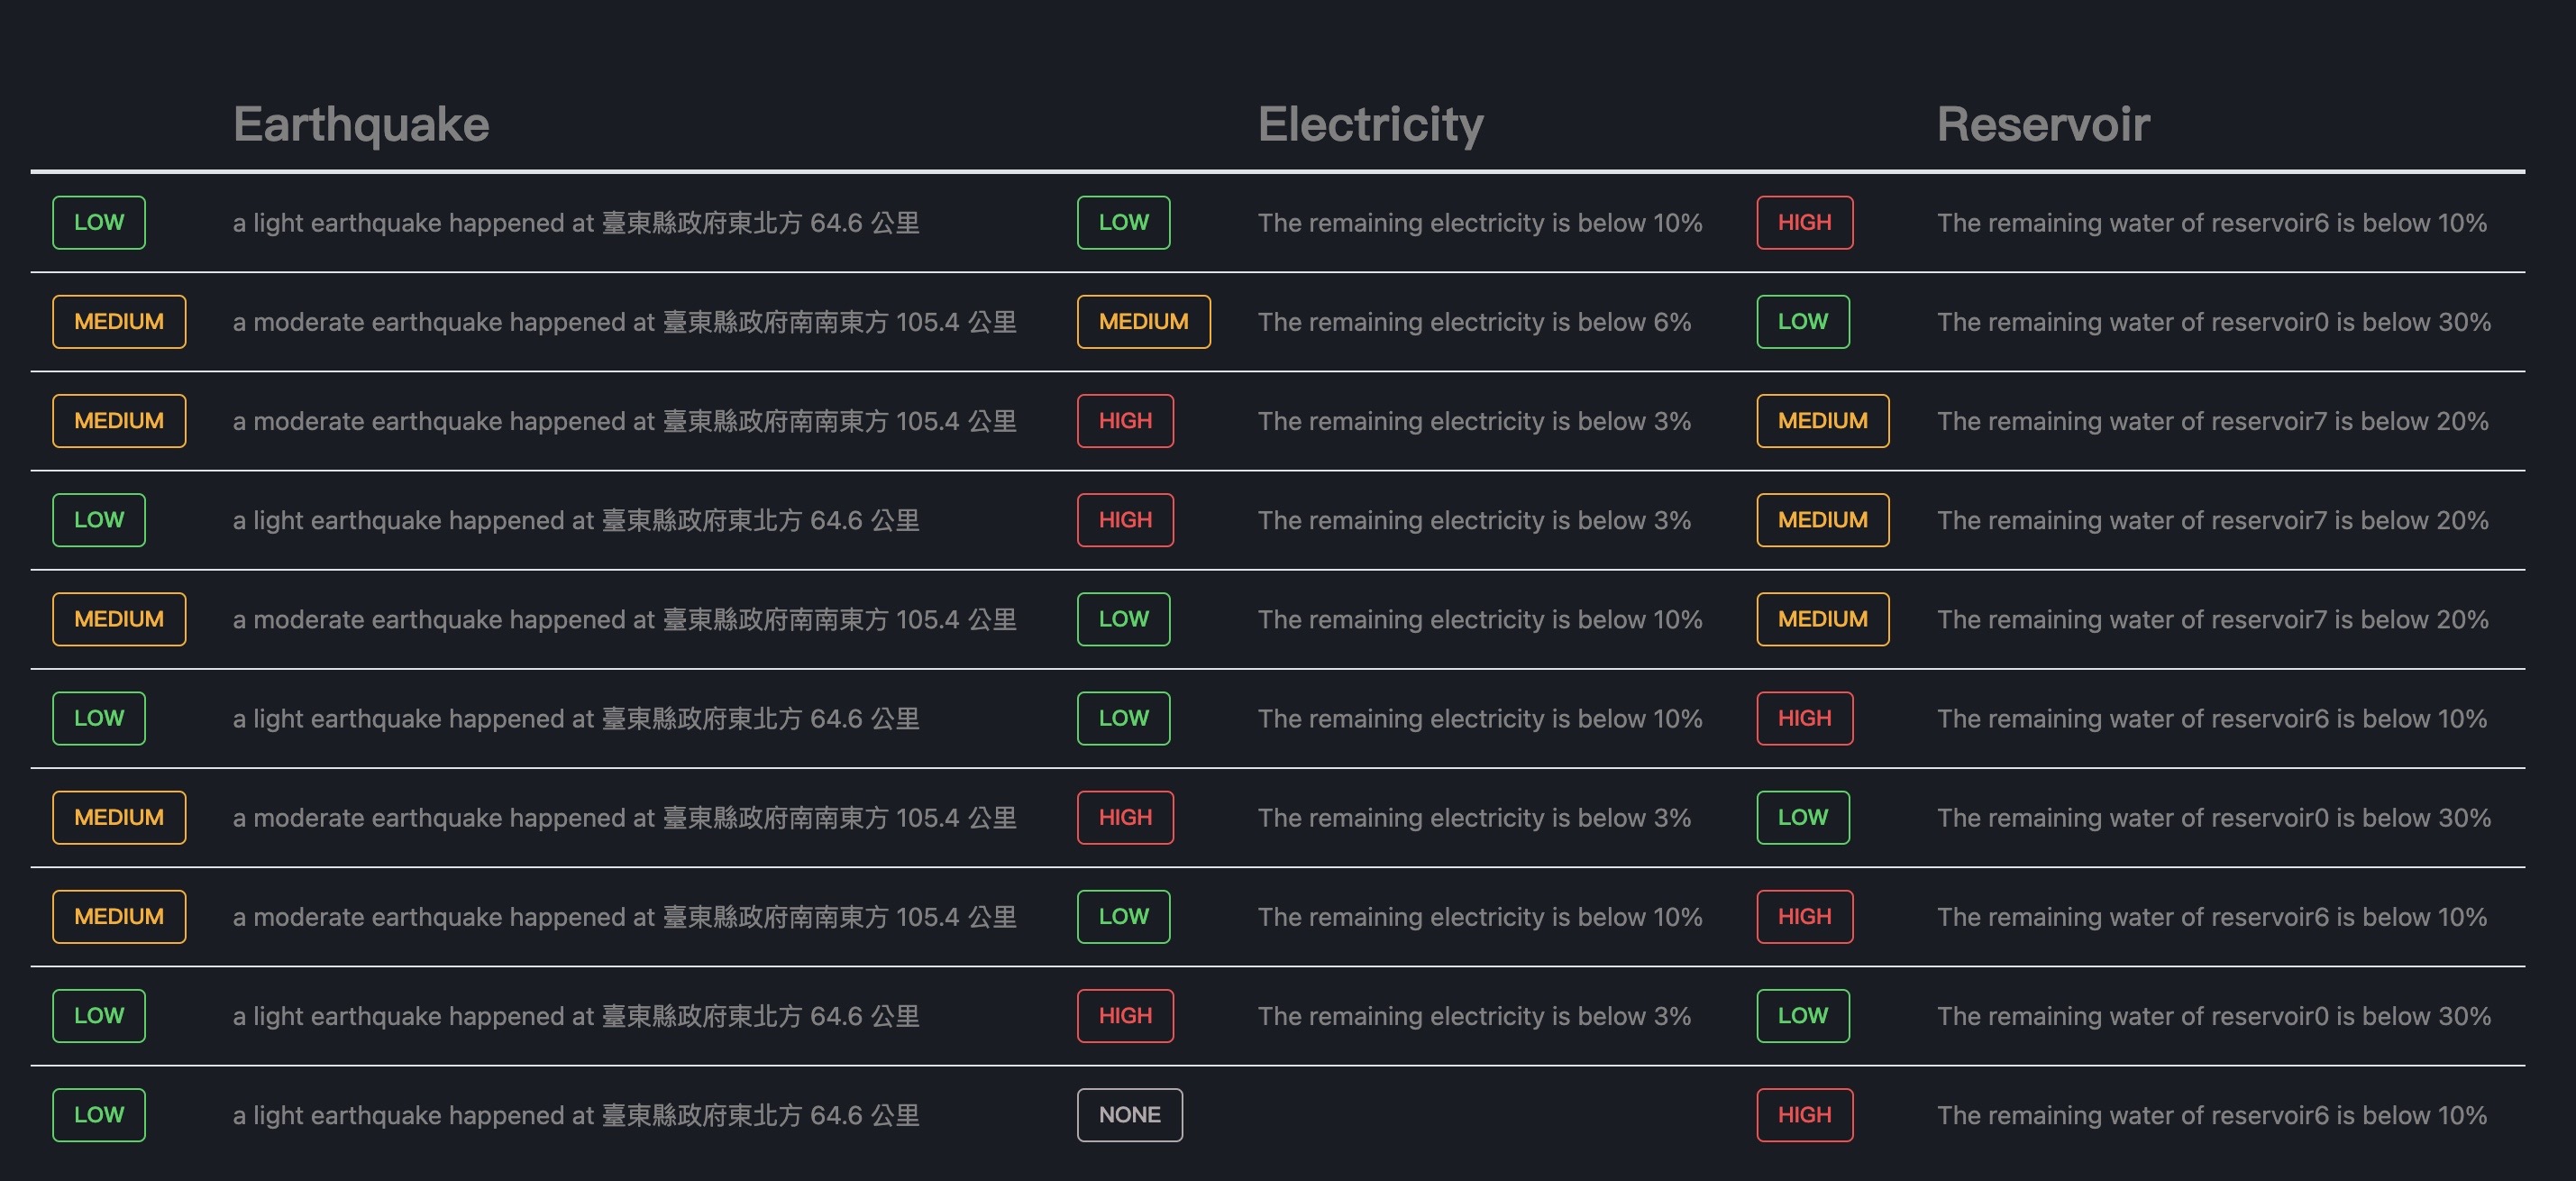 Earthquake Electricity Reservoir
LOW a light earthquake happened at 臺東縣政府東北方 64.6 公里 LOW The remaining electricity is below 10% HIGH The remaining water of reservoir6 is below 10%
MEDIUM a moderate earthquake happened at 臺東縣政府南南東方 105.4 公里 MEDIUM The remaining electricity is below 6% LOW The remaining water of reservoir0 is below 30%
MEDIUM a moderate earthquake happened at 臺東縣政府南南東方 105.4 公里 HIGH The remaining electricity is below 3% MEDIUM The remaining water of reservoir7 is below 20%
LOW a light earthquake happened at 臺東縣政府東北方 64.6 公里 HIGH The remaining electricity is below 3% MEDIUM The remaining water of reservoir7 is below 20%
MEDIUM a moderate earthquake happened at 臺東縣政府南南東方 105.4 公里 LOW The remaining electricity is below 10% MEDIUM The remaining water of reservoir7 is below 20%
LOW a light earthquake happened at 臺東縣政府東北方 64.6 公里 LOW The remaining electricity is below 10% HIGH The remaining water of reservoir6 is below 10%
MEDIUM a moderate earthquake happened at 臺東縣政府南南東方 105.4 公里 HIGH The remaining electricity is below 3% LOW The remaining water of reservoir0 is below 30%
MEDIUM a moderate earthquake happened at 臺東縣政府南南東方 105.4 公里 LOW The remaining electricity is below 10% HIGH The remaining water of reservoir6 is below 10%
LOW a light earthquake happened at 臺東縣政府東北方 64.6 公里 HIGH The remaining electricity is below 3% LOW The remaining water of reservoir0 is below 30%
LOW a light earthquake happened at 臺東縣政府東北方 64.6 公里 NONE HIGH The remaining water of reservoir6 is below 10%